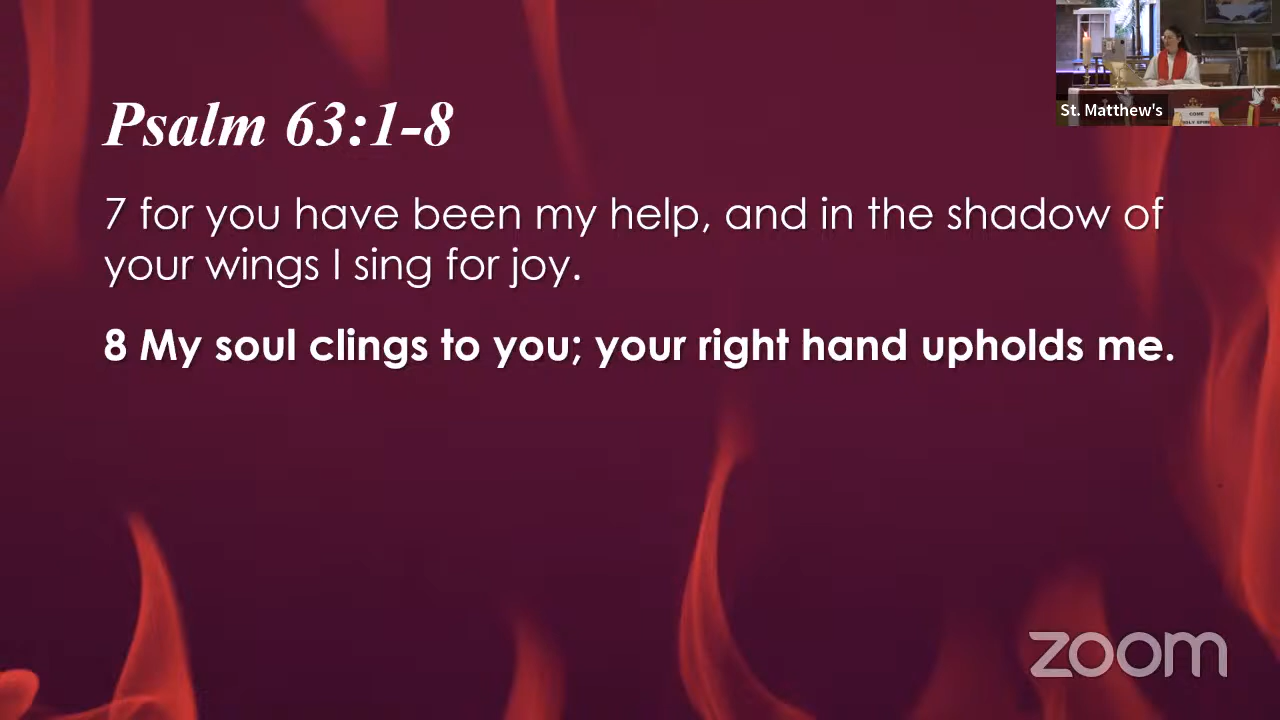 Psalm 63:1-8
St. Matthew's
COME
7 for you have been my help, and in the shadow of
your wings I sing for joy.
8 My soul clings to you; your right hand upholds me.
zoom